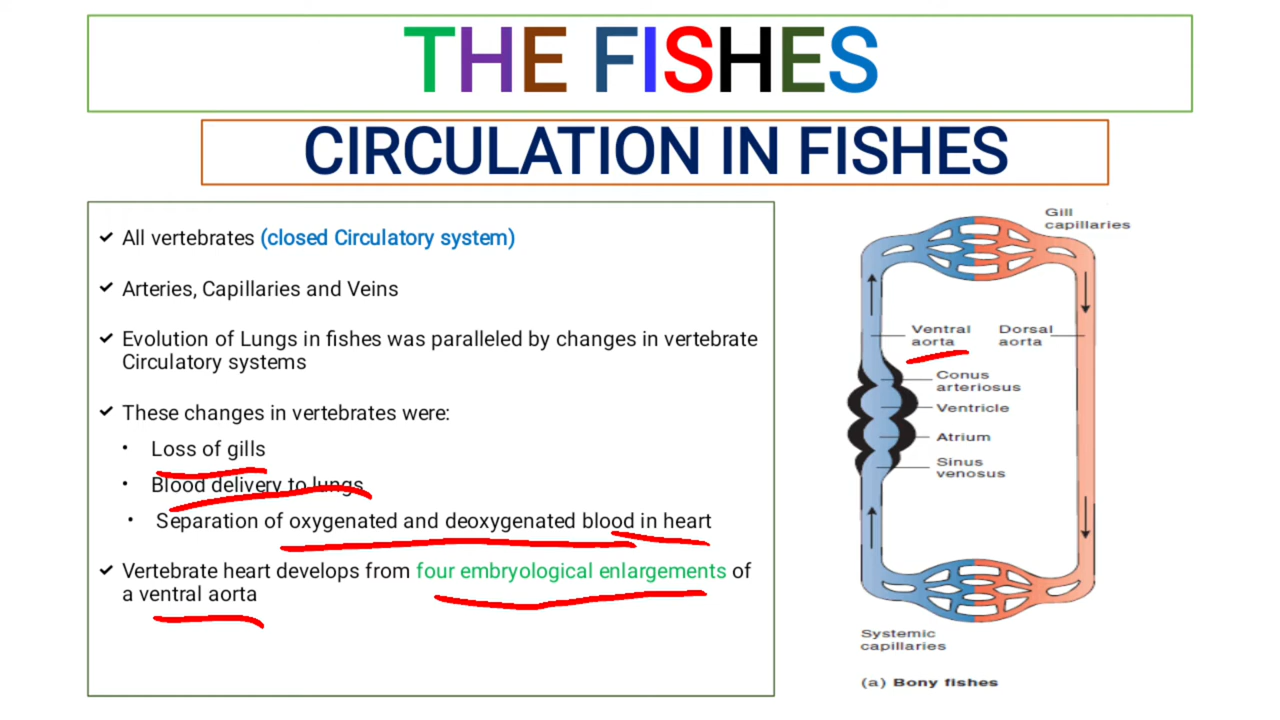 THE FISHES
CIRCULATION IN FISHES
✔ All vertebrates (closed Circulatory system)
✔ Arteries, Capillaries and Veins
✔ Evolution of Lungs in fishes was paralleled by changes in vertebrate
Circulatory systems
✔ These changes in vertebrates were:
• Loss of gills
• Blood delivery to lungs
• Separation of oxygenated and deoxygenated blood in heart
✔ Vertebrate heart develops from four embryological enlargements of
a ventral aorta
Gill
capillaries
Ventral
aorta
Dorsal
aorta
Conus
arteriosus
Ventricle
Atrium
Sinus
venosus
Systemic
capillaries
(a) Bony fishes